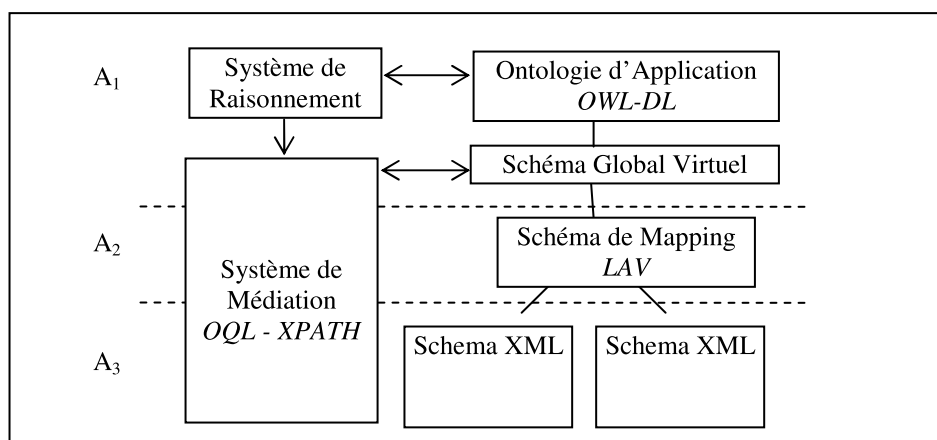 A₁
Système de
Raisonnement
Ontologie d'Application
OWL-DL
Schéma Global Virtuel
A₂
Schéma de Mapping
LAV
Système de
Médiation
OQL - XPATH
A₃
Schema XML
Schema XML